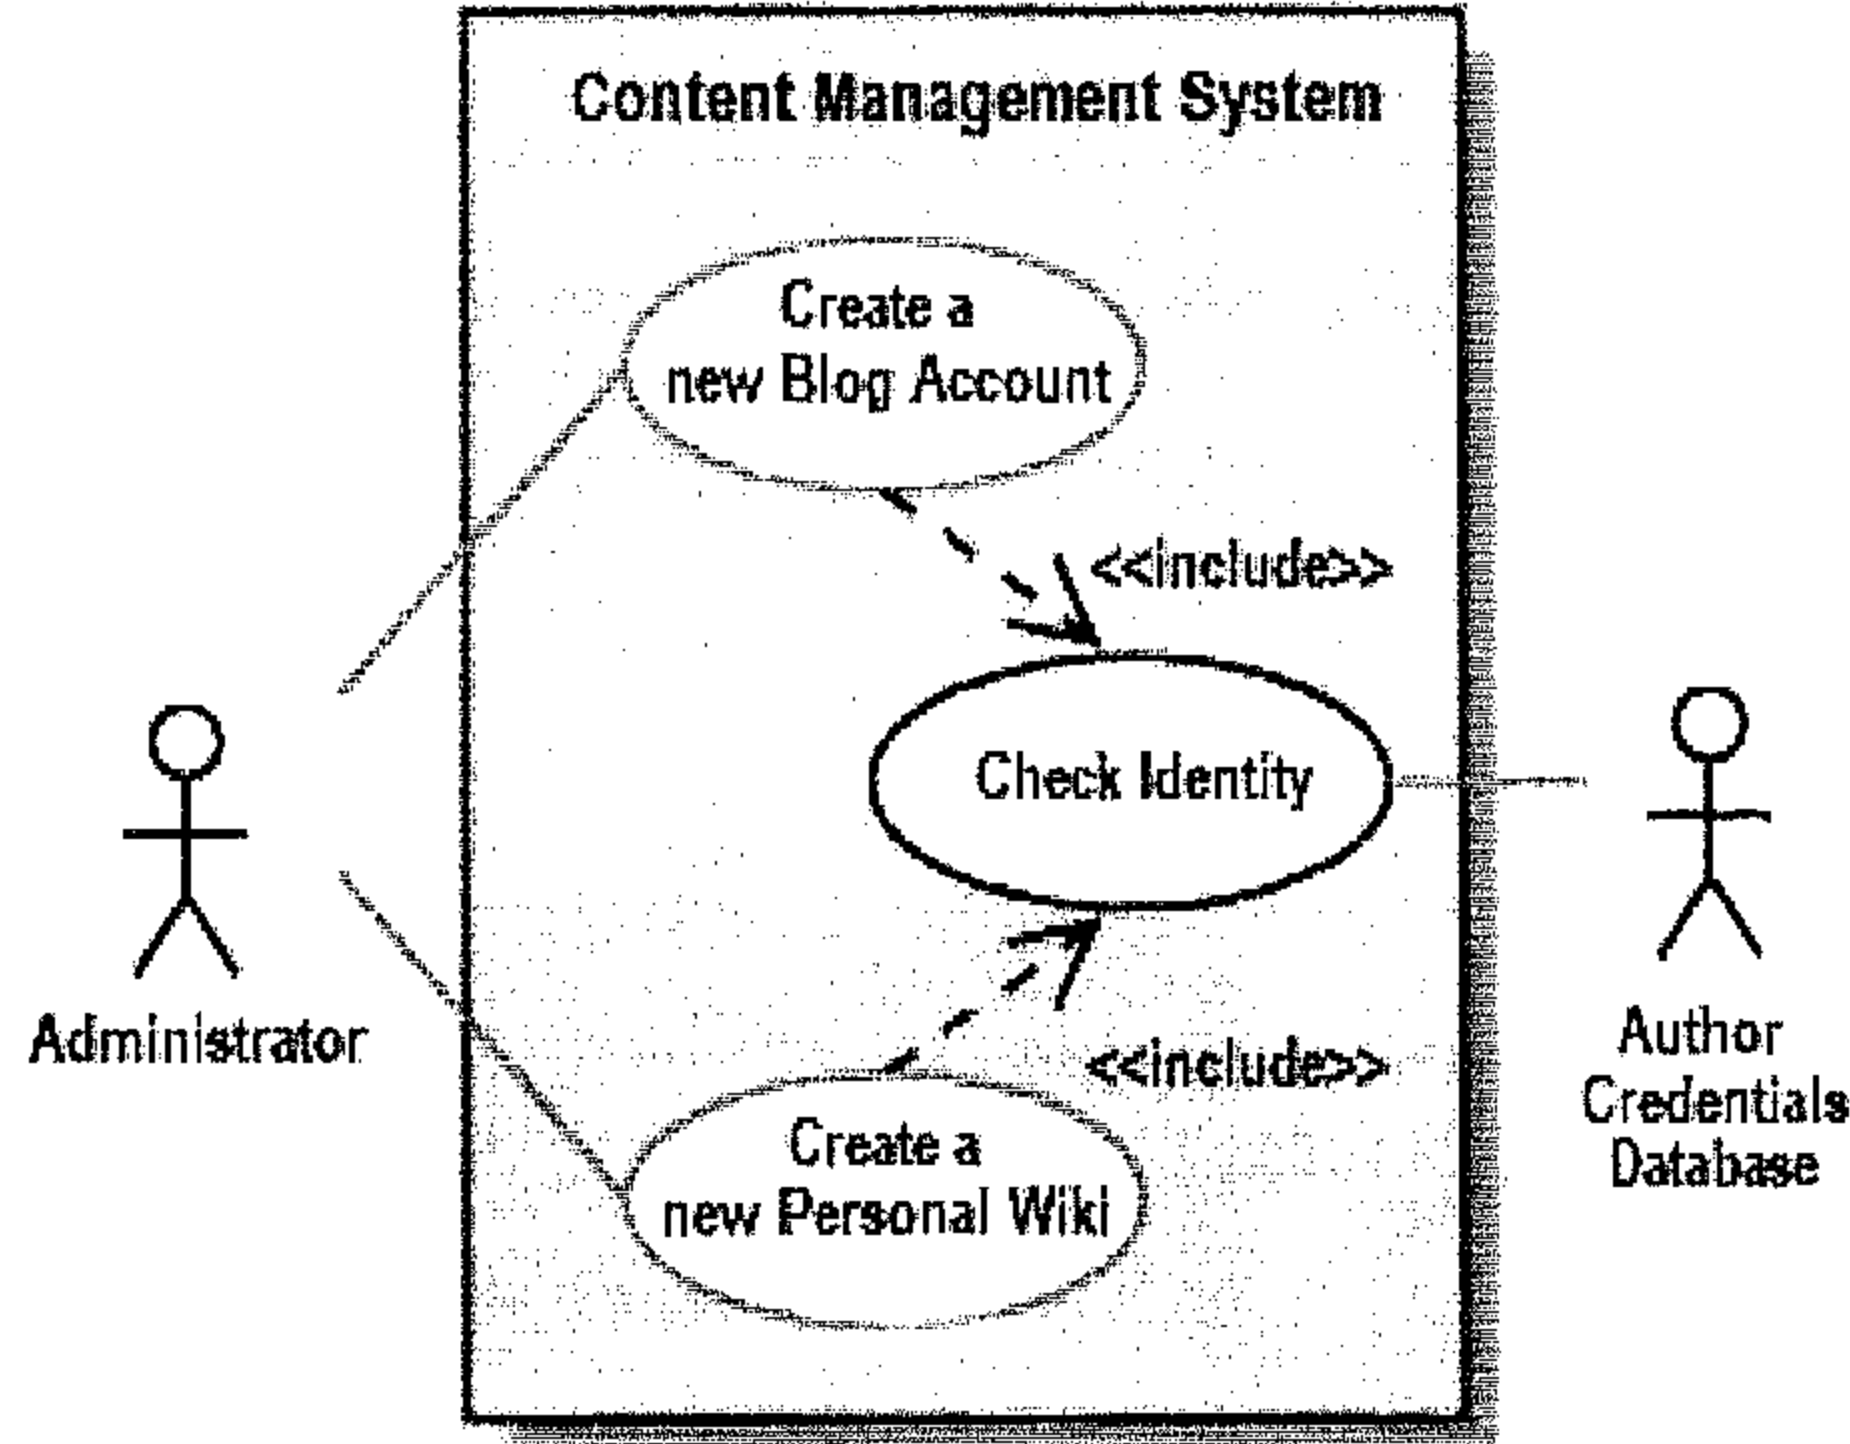 Content Management System
Create a
new Blog Account
<<include>>
Check Identity
Administrator
Author
Credentials
Database
<<include>>
Create a
new Personal Wiki